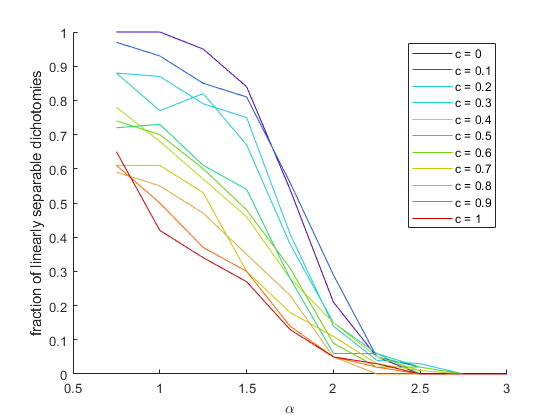 fraction of linearly separable dichotomies
1
0.9
0.8
0.7
0.6
0.5
0.4
0.3
0.2
0.1
0
0.5
1
1.5
2
2.5
3
α
c = 0
c = 0.1
c = 0.2
c = 0.3
c = 0.4
c = 0.5
c = 0.6
c = 0.7
c = 0.8
c = 0.9
c = 1